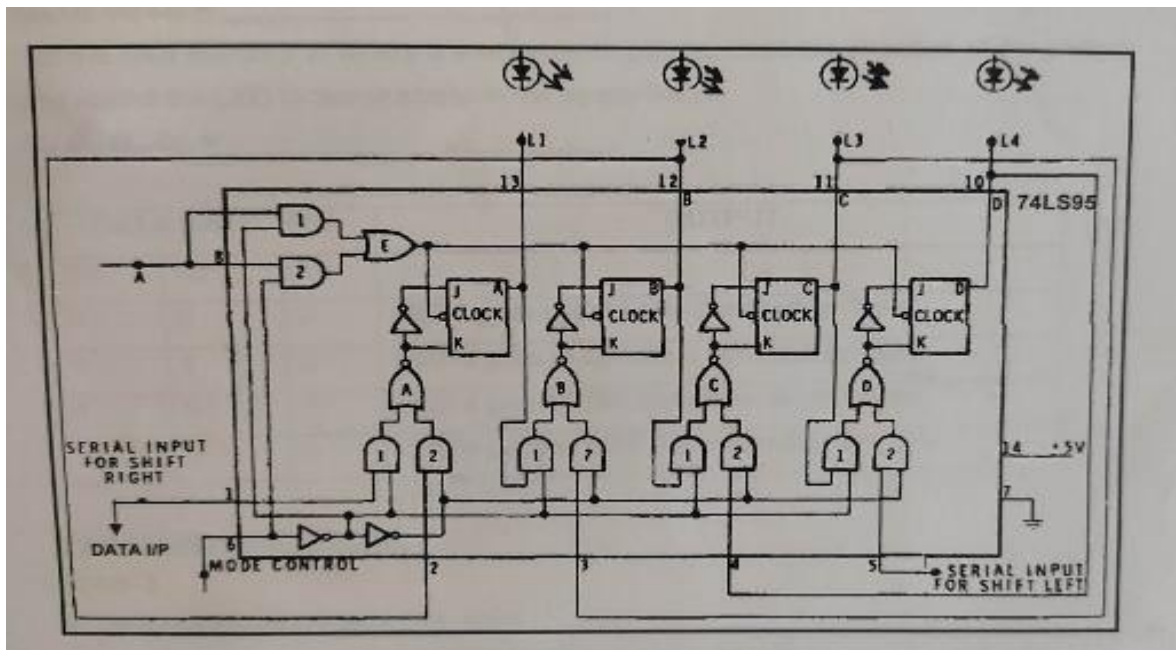 L1 L2 L3 L4
13 12 11 10
B C D 74LS95
1
E
8
A 2
J A J B J C J D
CLOCK CLOCK CLOCK CLOCK
K K K K
A B C D
SERIAL INPUT
FOR SHIFT
RIGHT
1 2 1 7 1 2 1 2
14 +5V
1 7
DATA I/P
6
MODE CONTROL 2 3 4 5
SERIAL INPUT
FOR SHIFT LEFT